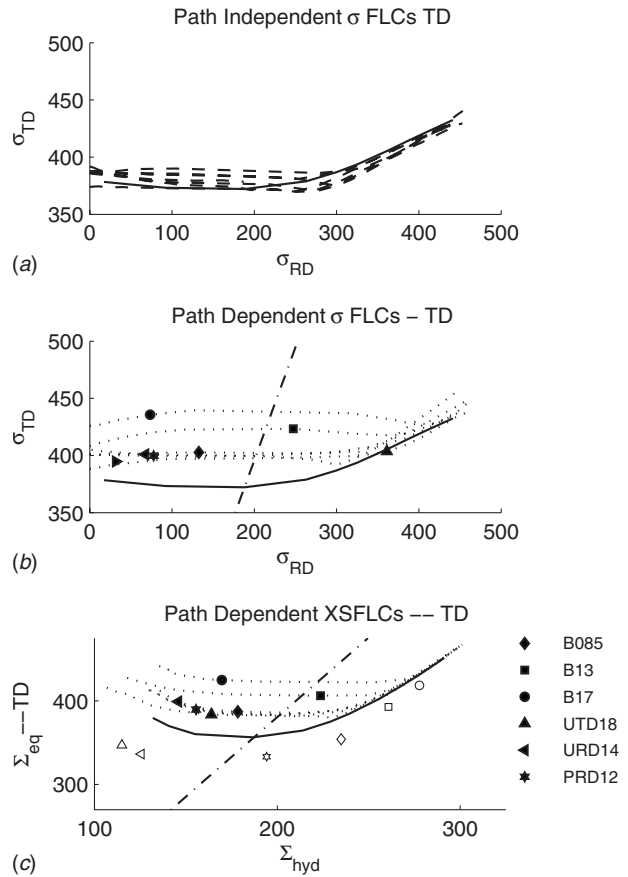 Path Independent σ FLCs TD
500
450
400
350
σTD
0 100 200 300 400 500
σRD
(a)
Path Dependent σ FLCs – TD
500
450
400
350
σTD
0 100 200 300 400 500
σRD
(b)
Path Dependent XSFLCs –– TD
400
300
Σeq––TD
100 200 300
Σhyd
(c)
B085
B13
B17
UTD18
URD14
PRD12